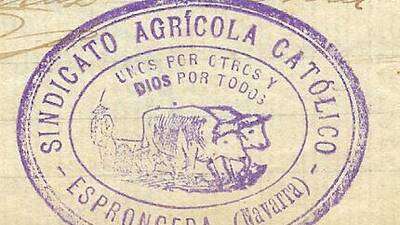 SINDICATO AGRÍCOLA CATÓLICO
UNOS POR OTROS Y
DIOS POR TODOS
- ESPRONCEDA (Navarra) -